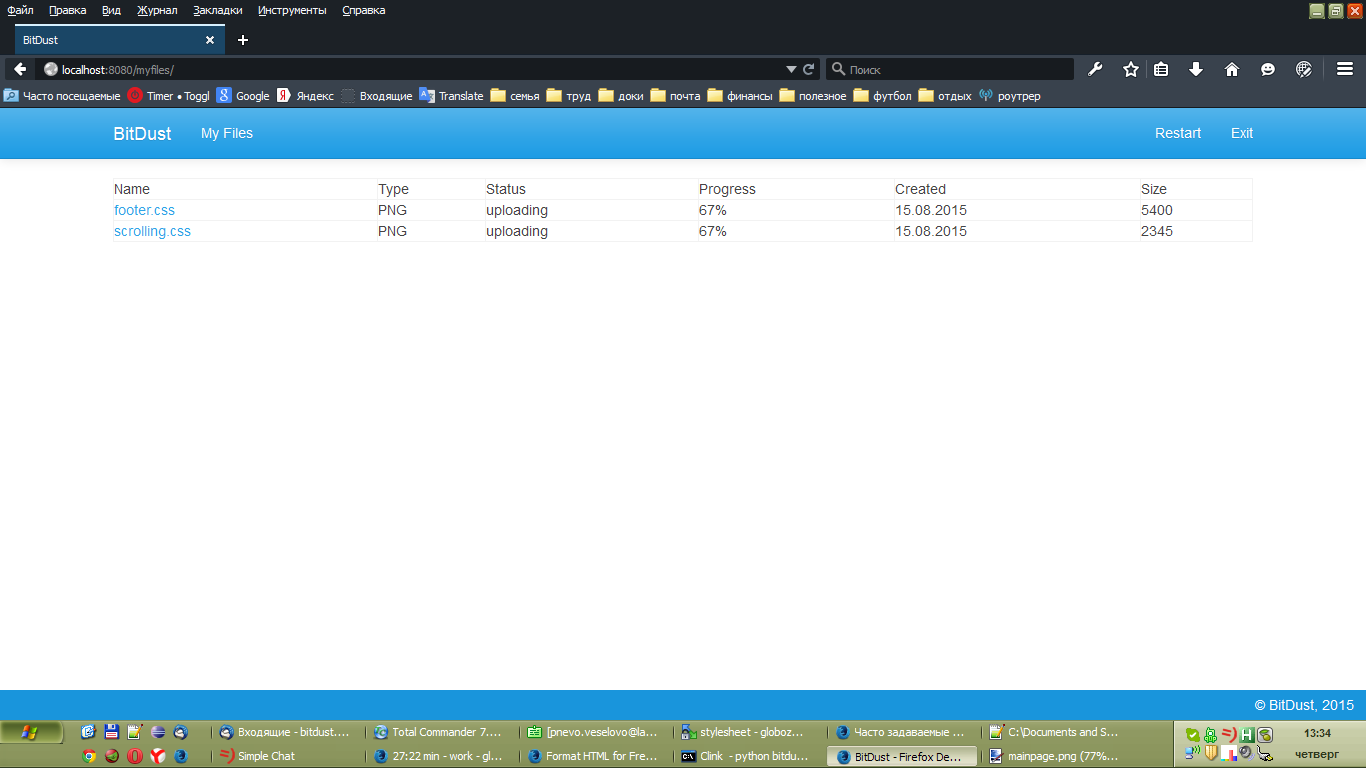 Файл Правка Вид Журнал Закладки Инструменты Справка
BitDust
localhost:8080/myfiles/ Поиск
Часто посещаемые Timer • Toggl Google Яндекс Входящие Translate семья труд доки почта финансы полезное футбол отдых роутрер
BitDust My Files Restart Exit
Name Type Status Progress Created Size
footer.css PNG uploading 67% 15.08.2015 5400
scrolling.css PNG uploading 67% 15.08.2015 2345
© BitDust, 2015
Входящие - bitdust.... Total Commander 7.... [pnevo.veselovo@la... stylesheet - globoz... Часто задаваемые ... C:\Documents and S... 13:34
Simple Chat 27:22 min - work - gl... Format HTML for Fre... Clink - python bitdu... BitDust - Firefox De... mainpage.png (77%... четверг